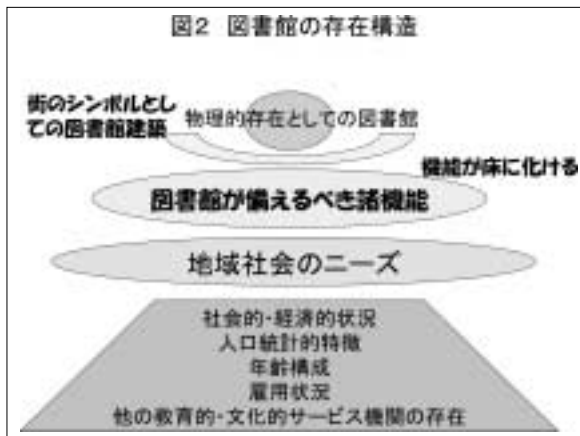 図2 図書館の存在構造
街のシンボルとし
ての図書館建築
物理的存在としての図書館
機能が床に化ける
図書館が備えるべき諸機能
地域社会のニーズ
社会的・経済的状況
人口統計的特徴
年齢構成
雇用状況
他の教育的・文化的サービス機関の存在